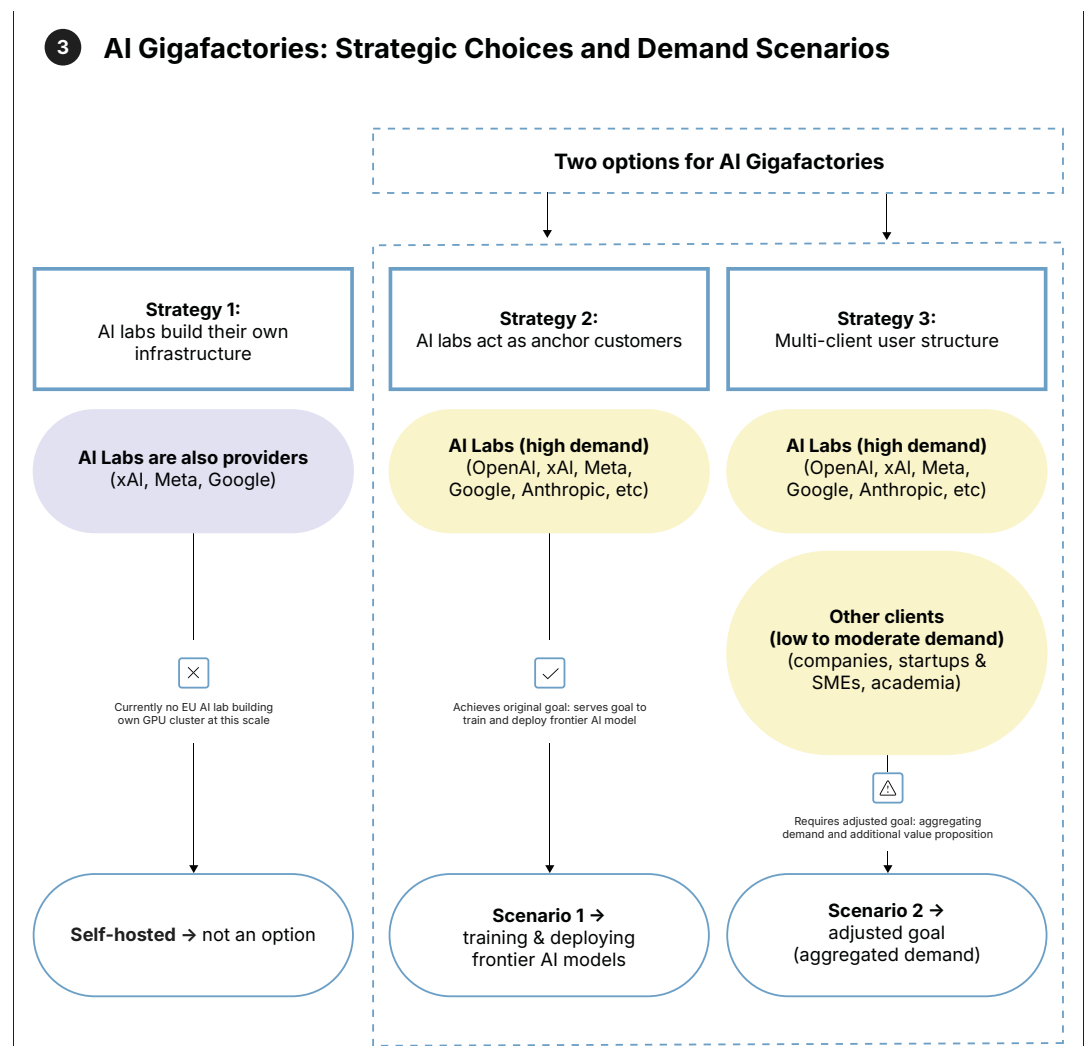 3
AI Gigafactories: Strategic Choices and Demand Scenarios
Two options for AI Gigafactories
Strategy 1:
AI labs build their own
infrastructure
Strategy 2:
AI labs act as anchor customers
Strategy 3:
Multi-client user structure
AI Labs are also providers
(xAI, Meta, Google)
AI Labs (high demand)
(OpenAI, xAI, Meta,
Google, Anthropic, etc)
AI Labs (high demand)
(OpenAI, xAI, Meta,
Google, Anthropic, etc)
Other clients
(low to moderate demand)
(companies, startups &
SMEs, academia)
Currently no EU AI lab building
own GPU cluster at this scale
Achieves original goal: serves goal to
train and deploy frontier AI model
Requires adjusted goal: aggregating
demand and additional value proposition
Self-hosted → not an option
Scenario 1 →
training & deploying
frontier AI models
Scenario 2 →
adjusted goal
(aggregated demand)